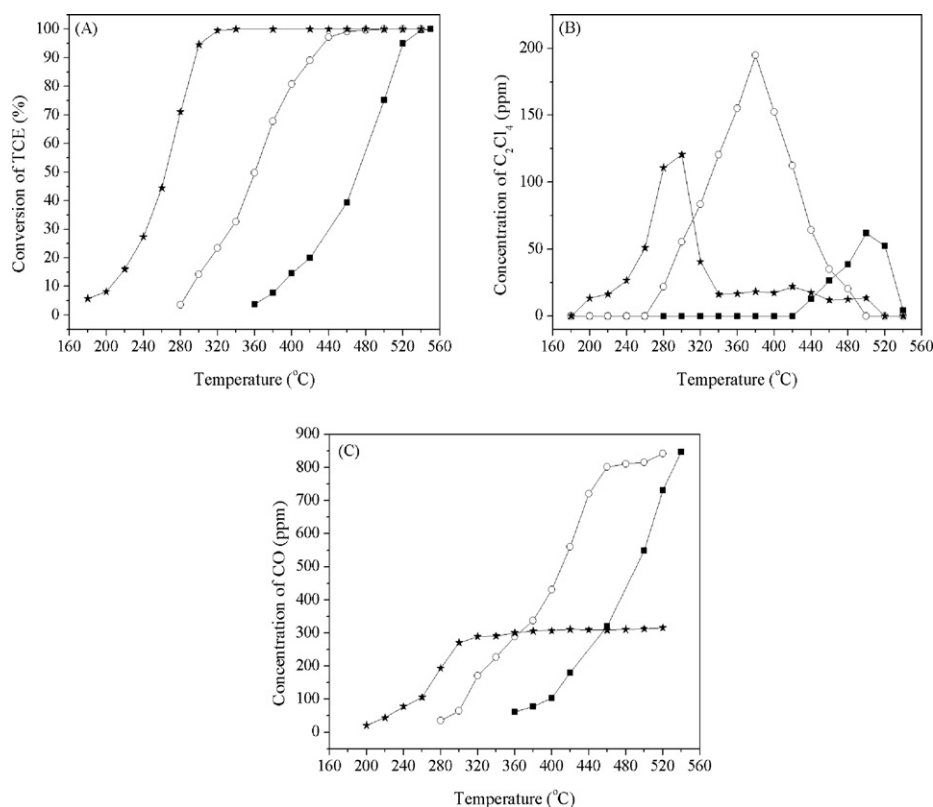 (A)
Conversion of TCE (%)
100
90
80
70
60
50
40
30
20
10
0
160 200 240 280 320 360 400 440 480 520 560
Temperature (°C)
(B)
Concentration of C₂Cl₄ (ppm)
200
150
100
50
0
160 200 240 280 320 360 400 440 480 520 560
Temperature (°C)
(C)
Concentration of CO (ppm)
900
800
700
600
500
400
300
200
100
0
160 200 240 280 320 360 400 440 480 520 560
Temperature (°C)